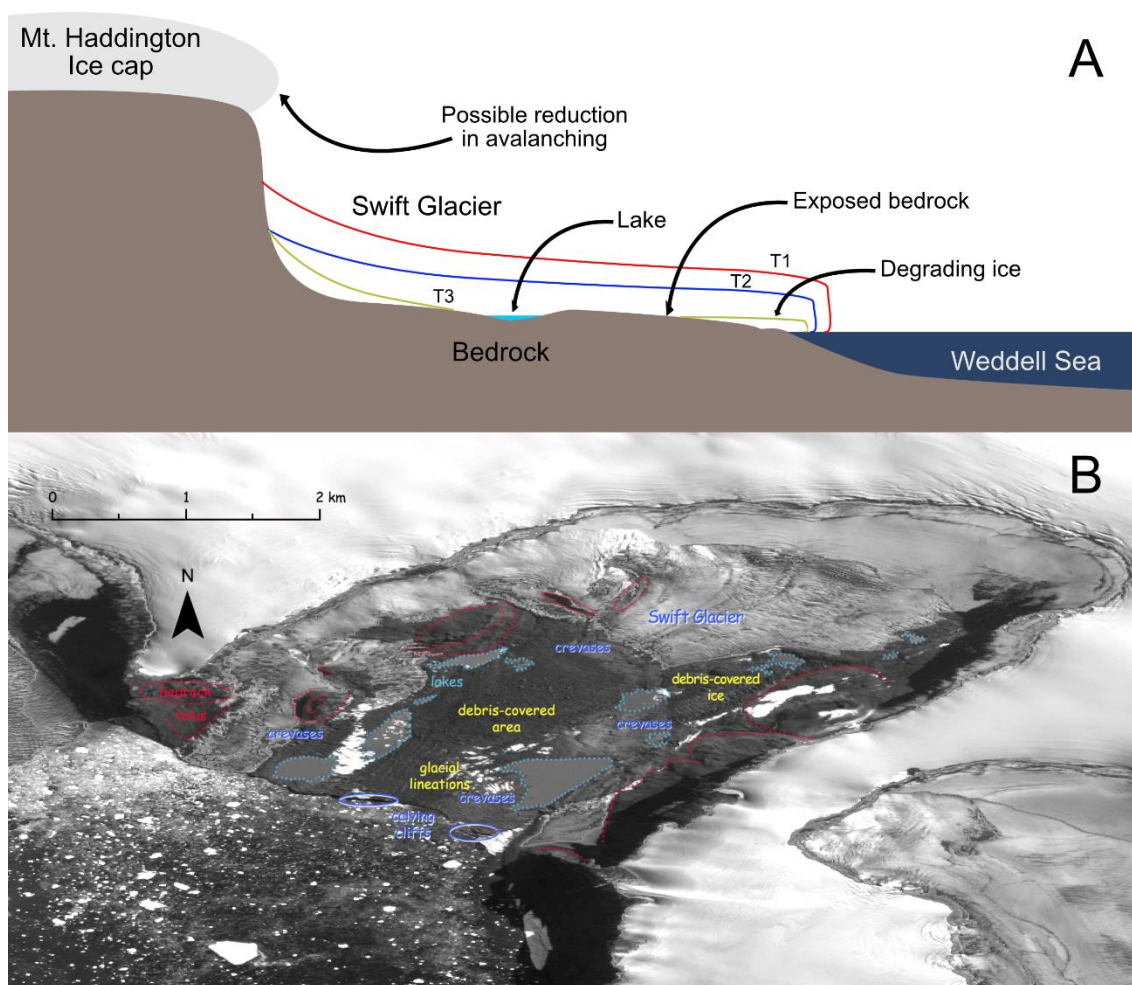 Mt. Haddington
Ice cap
A
Possible reduction
in avalanching
Swift Glacier
Lake
Exposed bedrock
T1
T2
Degrading ice
T3
Bedrock
Weddell Sea
B
0 1 2 km
N
Swift Glacier
crevases
lakes
debris-covered
ice
bedrock
talus
debris-covered
area
crevases
crevases
glacial
lineations
crevases
calving
cliffs